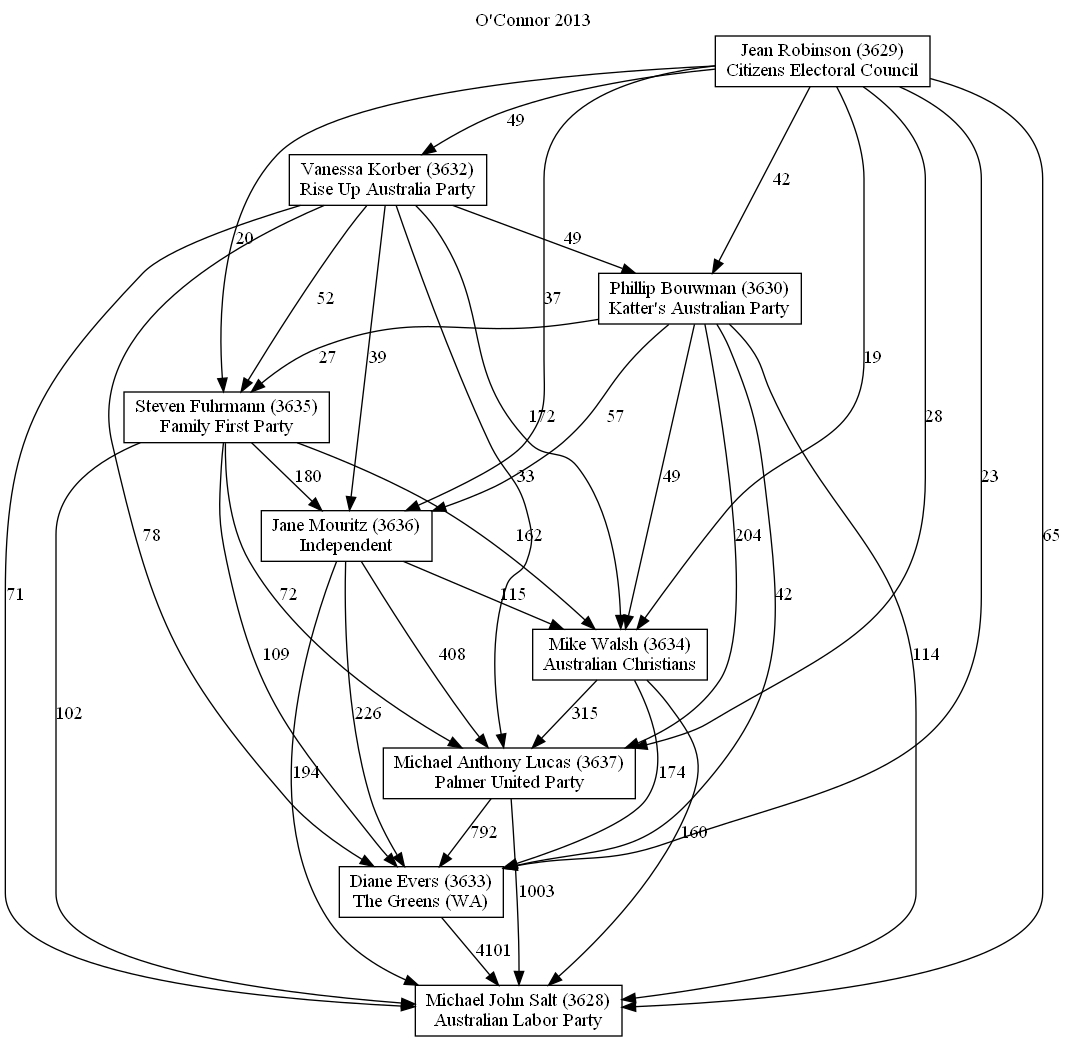 O'Connor 2013
Jean Robinson (3629)
Citizens Electoral Council
49
Vanessa Korber (3632)
Rise Up Australia Party
42
20
49
Phillip Bouwman (3630)
Katter's Australian Party
52
37
27
39
19
Steven Fuhrmann (3635)
Family First Party
172
57
28
180
33
49
23
Jane Mouritz (3636)
Independent
78
162
204
65
71
72
115
42
Mike Walsh (3634)
Australian Christians
109
408
114
102
226
315
Michael Anthony Lucas (3637)
Palmer United Party
194
174
792
160
Diane Evers (3633)
The Greens (WA)
1003
4101
Michael John Salt (3628)
Australian Labor Party